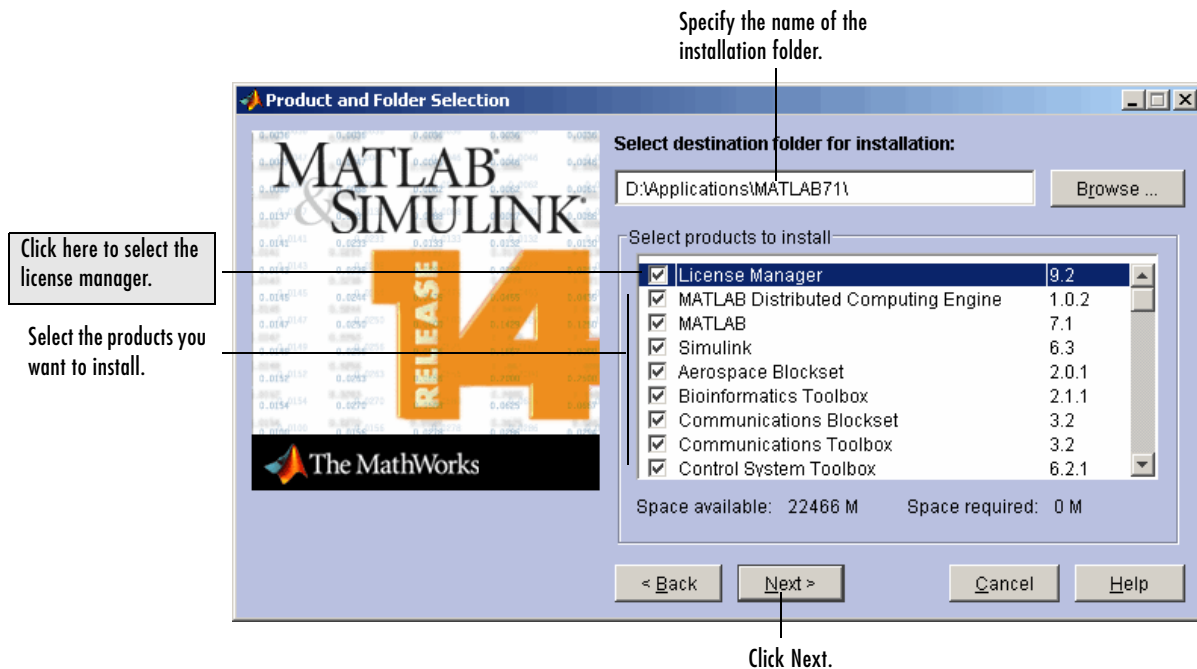 Specify the name of the
installation folder.
Product and Folder Selection
MATLAB®
&SIMULINK®
RELEASE
14
The MathWorks
Select destination folder for installation:
D:\Applications\MATLAB71\
Browse ...
Click here to select the
license manager.
Select the products you
want to install.
Select products to install
License Manager 9.2
MATLAB Distributed Computing Engine 1.0.2
MATLAB 7.1
Simulink 6.3
Aerospace Blockset 2.0.1
Bioinformatics Toolbox 2.1.1
Communications Blockset 3.2
Communications Toolbox 3.2
Control System Toolbox 6.2.1
Space available: 22466 M Space required: 0 M
< Back
Next >
Cancel
Help
Click Next.